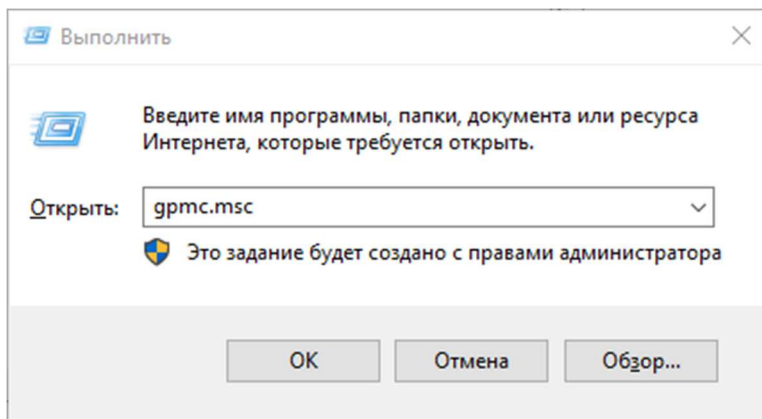 Выполнить
Введите имя программы, папки, документа или ресурса
Интернета, которые требуется открыть.
Открыть: gpmc.msc
Это задание будет создано с правами администратора
ОК Отмена Обзор...